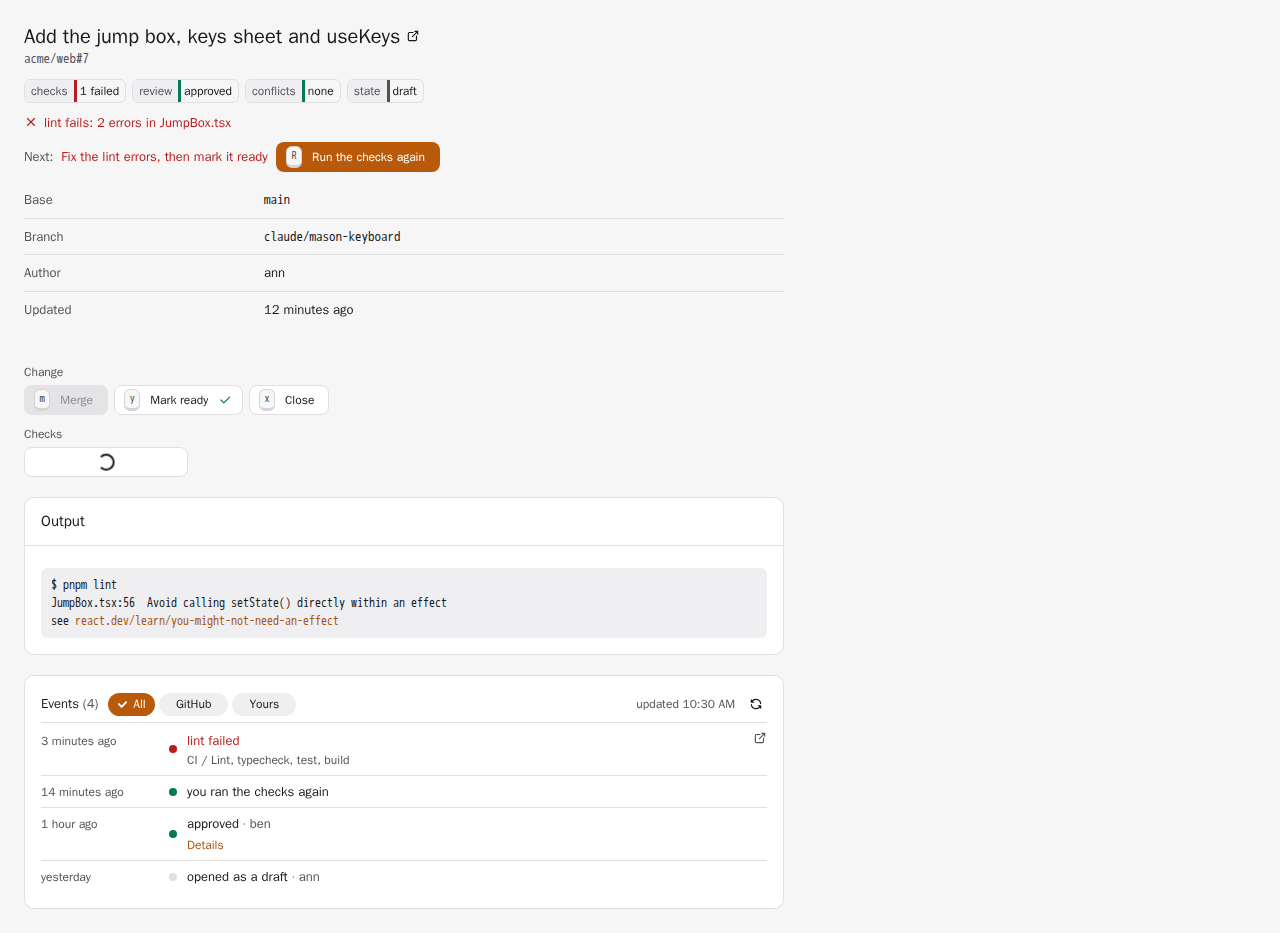 Add the jump box, keys sheet and useKeys
acme/web#7
checks 1 failed review approved conflicts none state draft
lint fails: 2 errors in JumpBox.tsx
Next: Fix the lint errors, then mark it ready R Run the checks again
Base main
Branch claude/mason-keyboard
Author ann
Updated 12 minutes ago
Change
m Merge y Mark ready x Close
Checks
Output
$ pnpm lint
JumpBox.tsx:56 Avoid calling setState() directly within an effect
see react.dev/learn/you-might-not-need-an-effect
Events (4) All GitHub Yours updated 10:30 AM
3 minutes ago lint failed
CI / Lint, typecheck, test, build
14 minutes ago you ran the checks again
1 hour ago approved · ben
Details
yesterday opened as a draft · ann